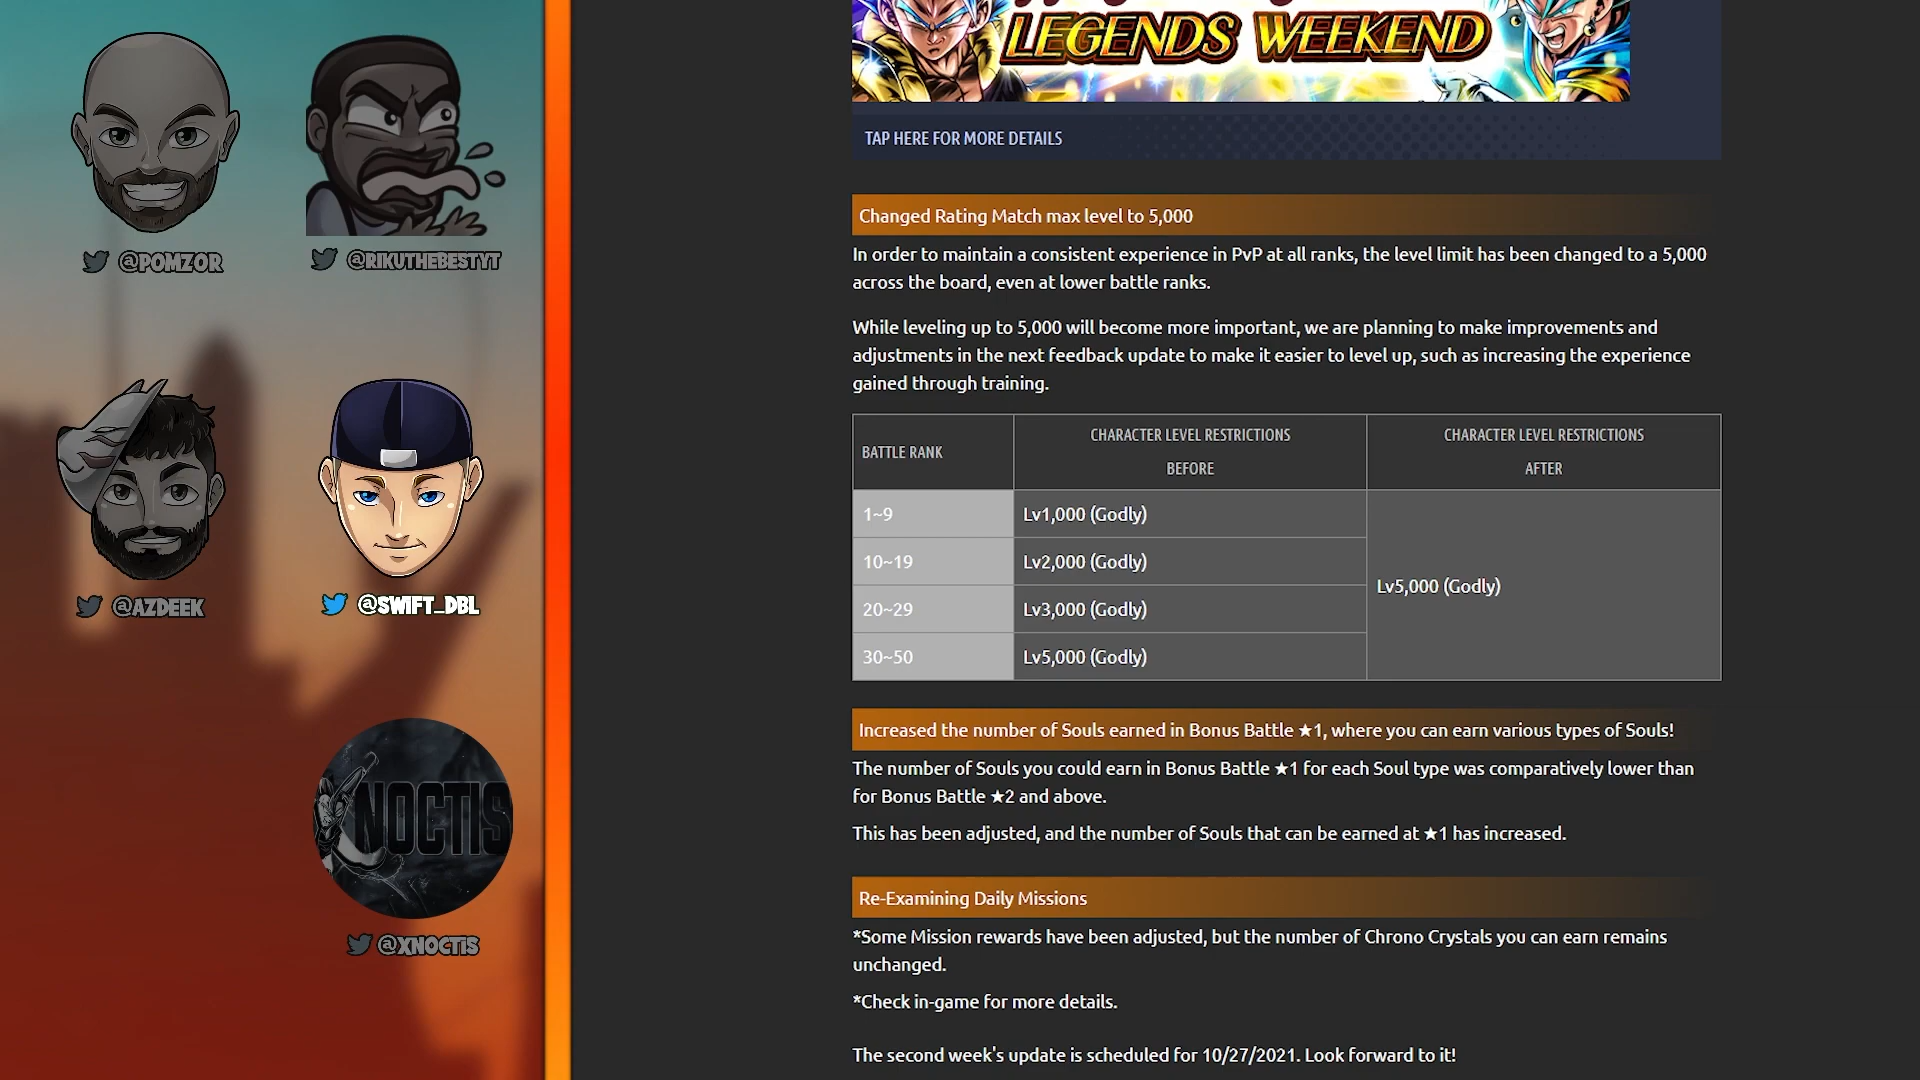 @POMZOR
@RIKUTHEBESTYT
@AZDEEK
@SWIFT_DBL
NOCTIS
@XNOCTIS
LEGENDS WEEKEND
TAP HERE FOR MORE DETAILS
Changed Rating Match max level to 5,000
In order to maintain a consistent experience in PvP at all ranks, the level limit has been changed to a 5,000
across the board, even at lower battle ranks.
While leveling up to 5,000 will become more important, we are planning to make improvements and
adjustments in the next feedback update to make it easier to level up, such as increasing the experience
gained through training.
BATTLE RANK
CHARACTER LEVEL RESTRICTIONS
BEFORE
CHARACTER LEVEL RESTRICTIONS
AFTER
1~9
Lv1,000 (Godly)
10~19
Lv2,000 (Godly)
Lv5,000 (Godly)
20~29
Lv3,000 (Godly)
30~50
Lv5,000 (Godly)
Increased the number of Souls earned in Bonus Battle ★1, where you can earn various types of Souls!
The number of Souls you could earn in Bonus Battle ★1 for each Soul type was comparatively lower than
for Bonus Battle ★2 and above.
This has been adjusted, and the number of Souls that can be earned at ★1 has increased.
Re-Examining Daily Missions
*Some Mission rewards have been adjusted, but the number of Chrono Crystals you can earn remains
unchanged.
*Check in-game for more details.
The second week's update is scheduled for 10/27/2021. Look forward to it!